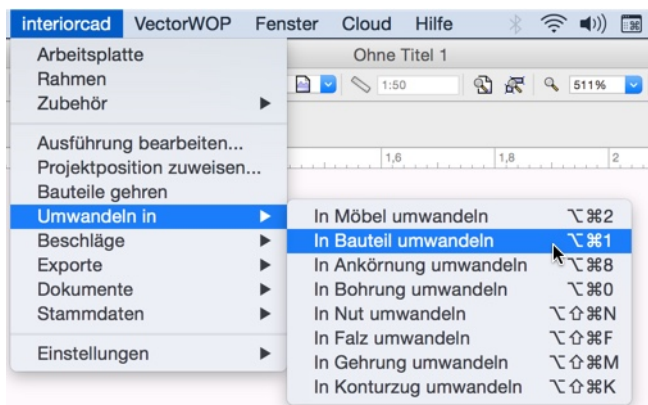 interiorcad VectorWOP Fenster Cloud Hilfe
Ohne Titel 1
1:50 511%
1,6 1,8 2
Arbeitsplatte
Rahmen
Zubehör
Ausführung bearbeiten...
Projektposition zuweisen...
Bauteile gehren
Umwandeln in
Beschläge
Exporte
Dokumente
Stammdaten
Einstellungen
In Möbel umwandeln ⌥⌘2
In Bauteil umwandeln ⌥⌘1
In Ankörnung umwandeln ⌥⌘8
In Bohrung umwandeln ⌥⌘0
In Nut umwandeln ⌥⇧⌘N
In Falz umwandeln ⌥⇧⌘F
In Gehrung umwandeln ⌥⇧⌘M
In Konturzug umwandeln ⌥⇧⌘K